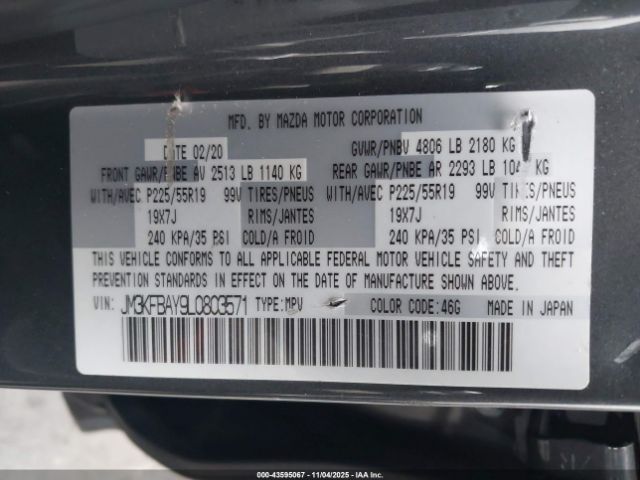 MFD. BY MAZDA MOTOR CORPORATION
DATE 02/20 GVWR/PNBV 4806 LB 2180 KG
FRONT GAWR/PNBE AV 2513 LB 1140 KG REAR GAWR/PNBE AR 2293 LB KG
WITH/AVEC P225/55R19 99V TIRES/PNEUS WITH/AVEC P225/55R19 99V TIRES/PNEUS
19X7J RIMS/JANTES 19X7J RIMS/JANTES
240 KPA/35 PSI COLD/A FROID 240 KPA/35 PSI COLD/A FROID
THIS VEHICLE CONFORMS TO ALL APPLICABLE FEDERAL MOTOR VEHICLE SAFETY AND THEFT
PREVENTION STANDARDS IN EFFECT ON THE DATE OF MANUFACTURE SHOWN ABOVE.
VIN: JM3KFBAY9L0803571 TYPE:MPV COLOR CODE:46G MADE IN JAPAN
000-43595067 11/04/2025 - IAAI.COM